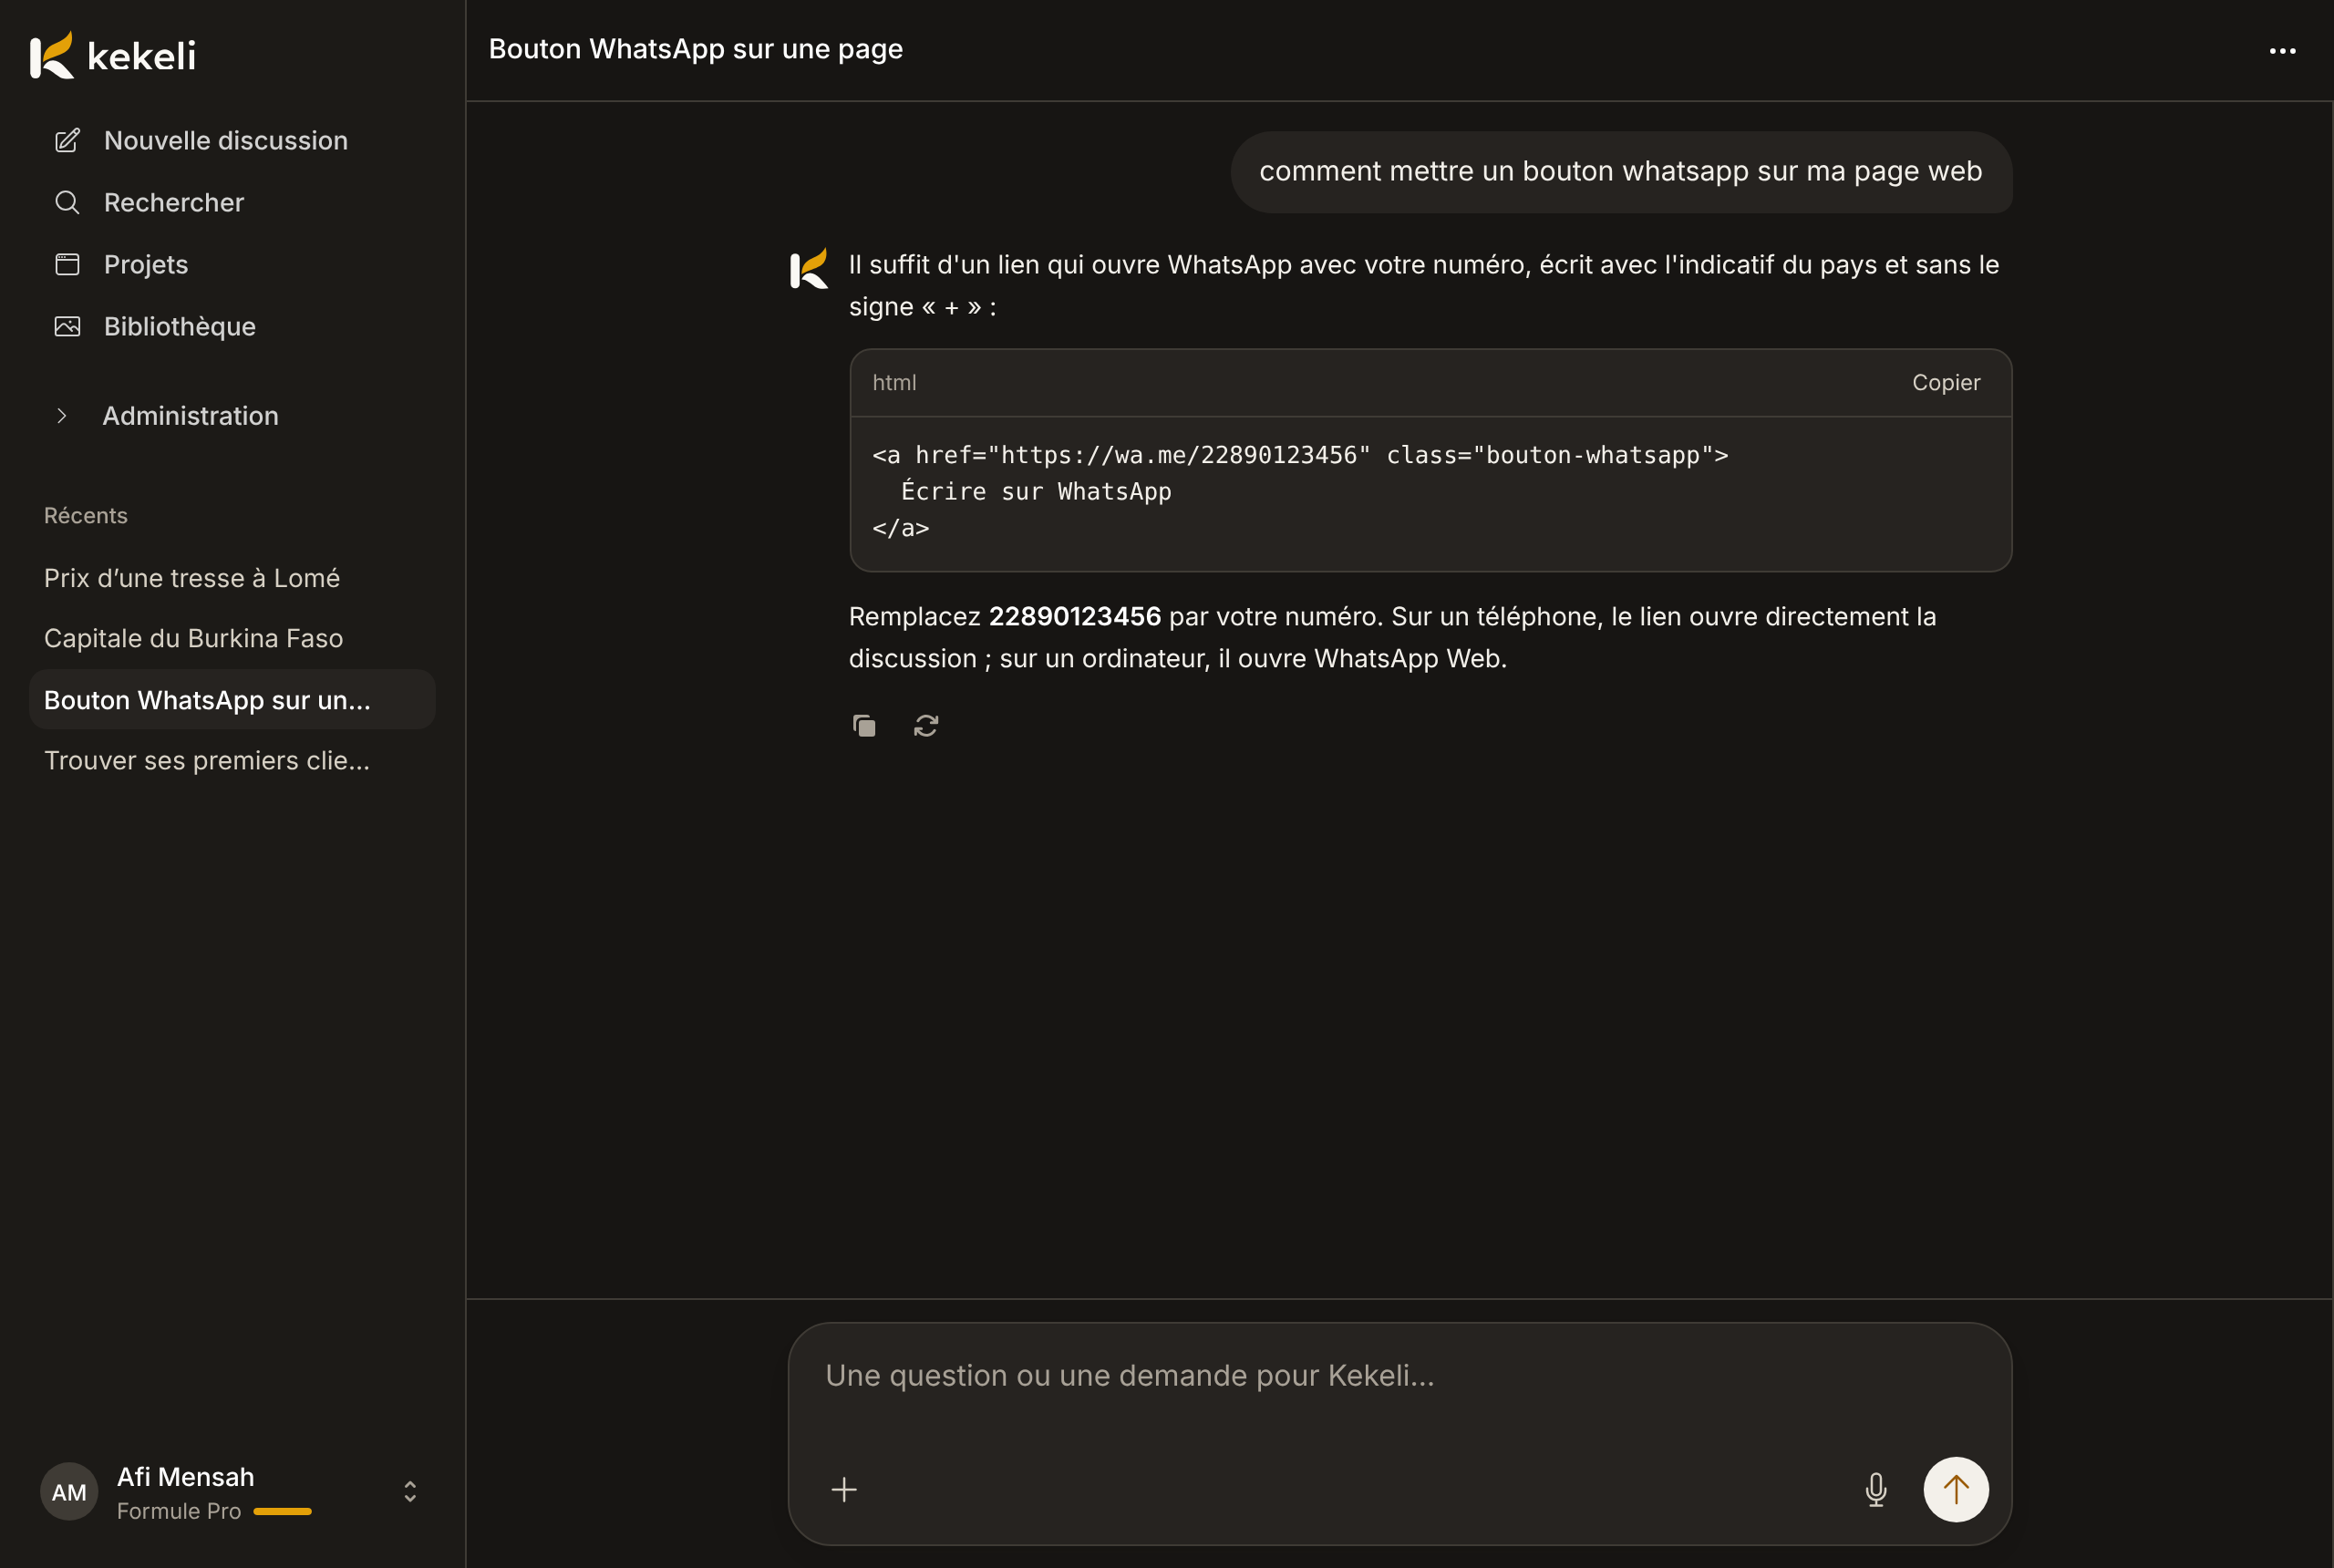 kekeli
Nouvelle discussion
Rechercher
Projets
Bibliothèque
Administration
Récents
Prix d’une tresse à Lomé
Capitale du Burkina Faso
Bouton WhatsApp sur un...
Trouver ses premiers clie...
AM
Afi Mensah
Formule Pro
Bouton WhatsApp sur une page
comment mettre un bouton whatsapp sur ma page web
Il suffit d'un lien qui ouvre WhatsApp avec votre numéro, écrit avec l'indicatif du pays et sans le
signe « + » :
html
Copier
<a href="https://wa.me/22890123456" class="bouton-whatsapp">
  Écrire sur WhatsApp
</a>
Remplacez 22890123456 par votre numéro. Sur un téléphone, le lien ouvre directement la
discussion ; sur un ordinateur, il ouvre WhatsApp Web.
Une question ou une demande pour Kekeli...